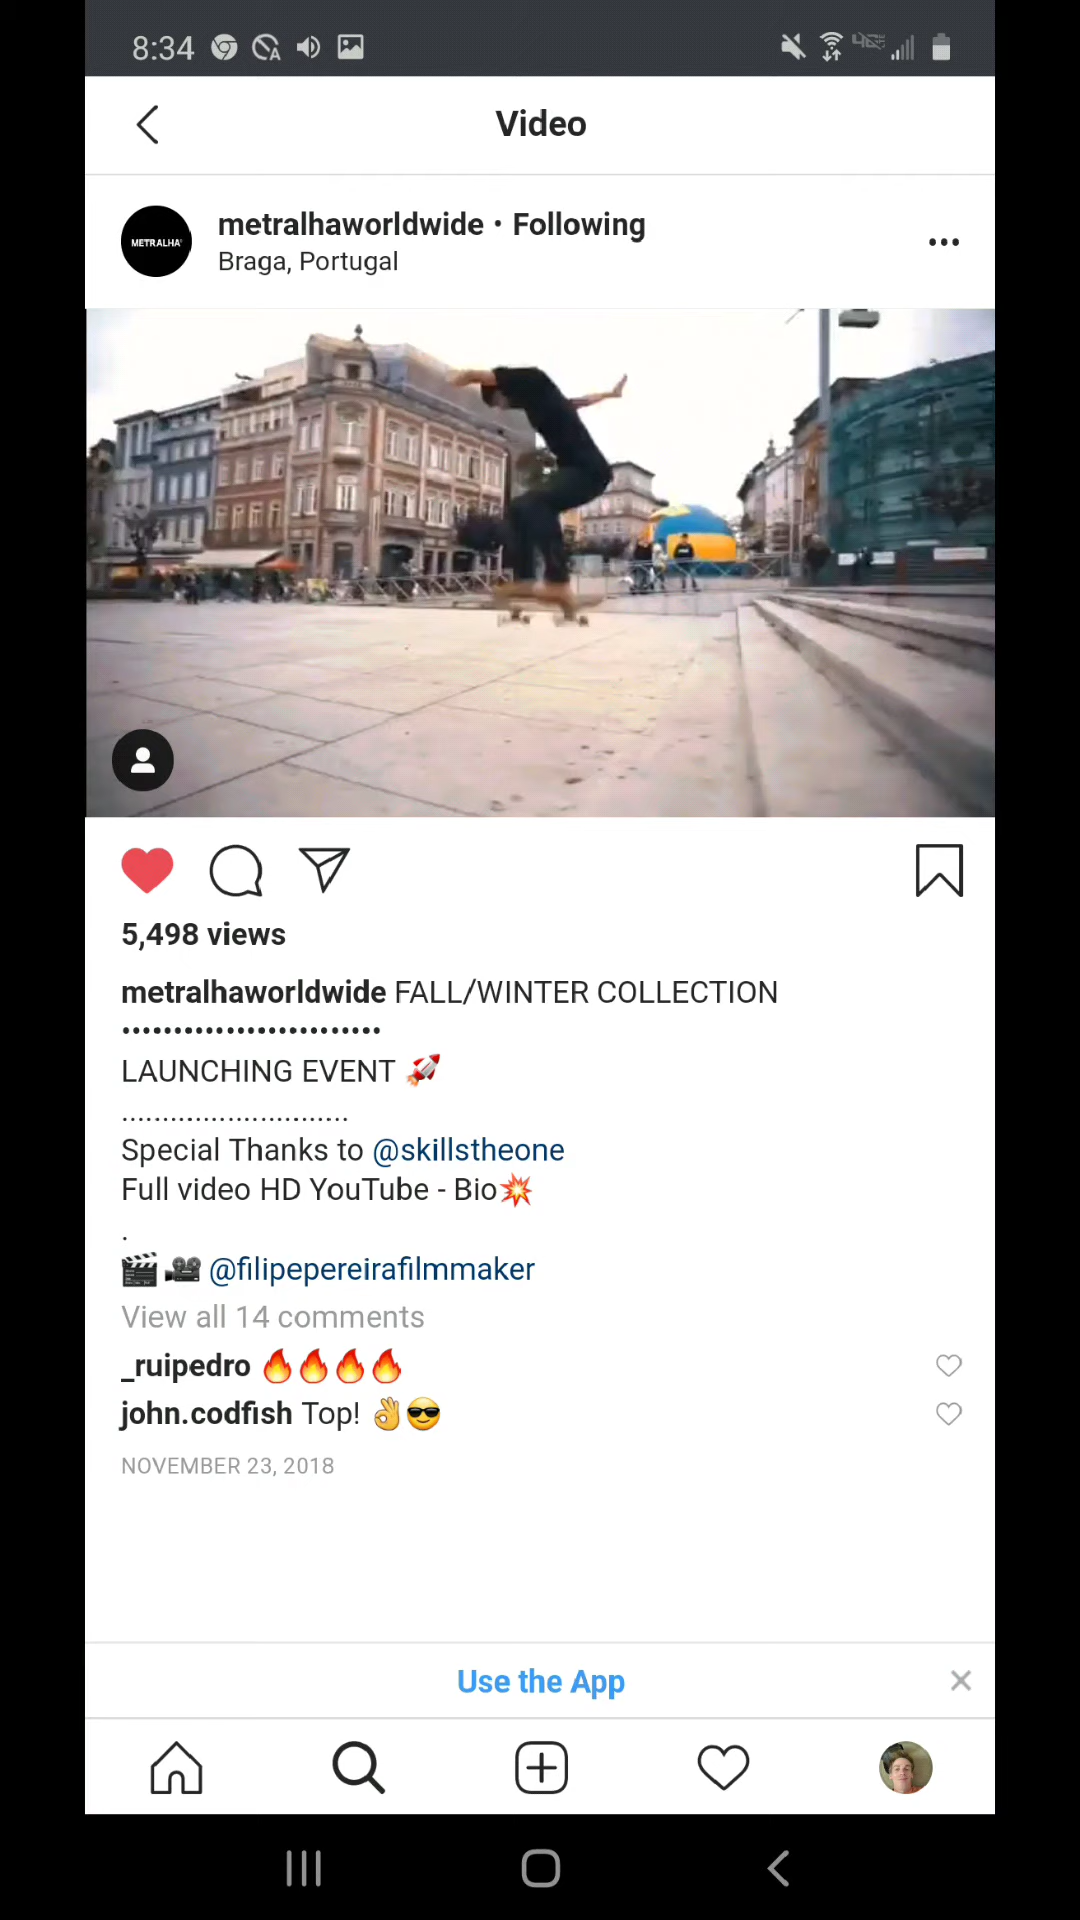 8:34
Video
METRALHA
metralhaworldwide • Following
Braga, Portugal
5,498 views
metralhaworldwide FALL/WINTER COLLECTION
•••••••••••••••••••••••••
LAUNCHING EVENT 🚀
............................
Special Thanks to @skillstheone
Full video HD YouTube - Bio💥
.
🎬🎥 @filipepereirafilmmaker
View all 14 comments
_ruipedro 🔥🔥🔥🔥
john.codfish Top! 👌😎
NOVEMBER 23, 2018
Use the App